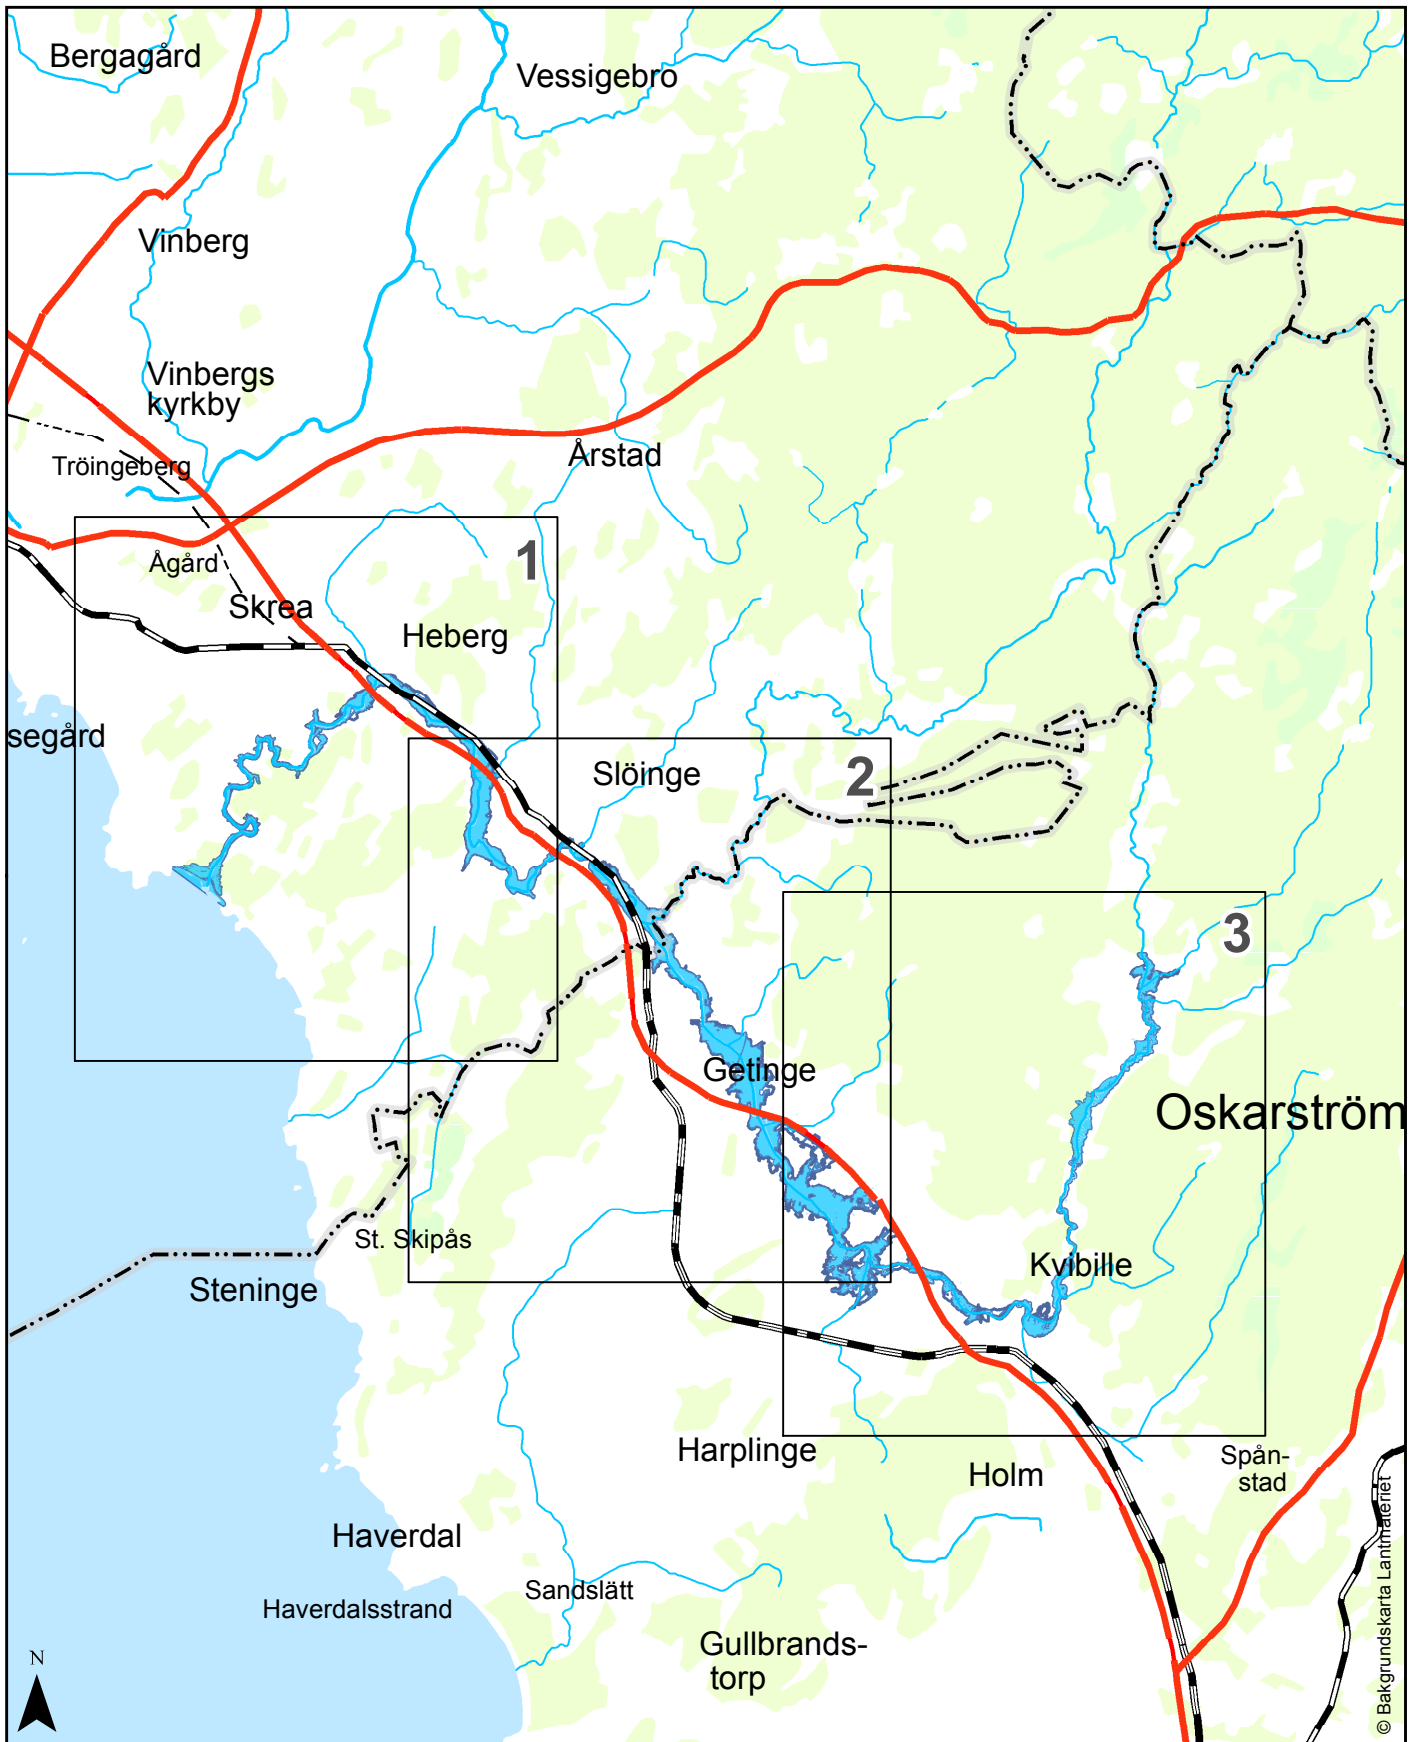 Bergagård
Vessigebro
Vinberg
Vinbergs
kyrkby
Årstad
Tröingeberg
1
Ågård
Skrea
Heberg
segård
Slöinge
2
3
Getinge
Oskarström
St. Skipås
Steninge
Kvibille
Harplinge
Holm
Spån-
stad
Haverdal
Sandslätt
Haverdalsstrand
Gullbrands-
torp
N
© Bakgrundskarta Lantmäteriet